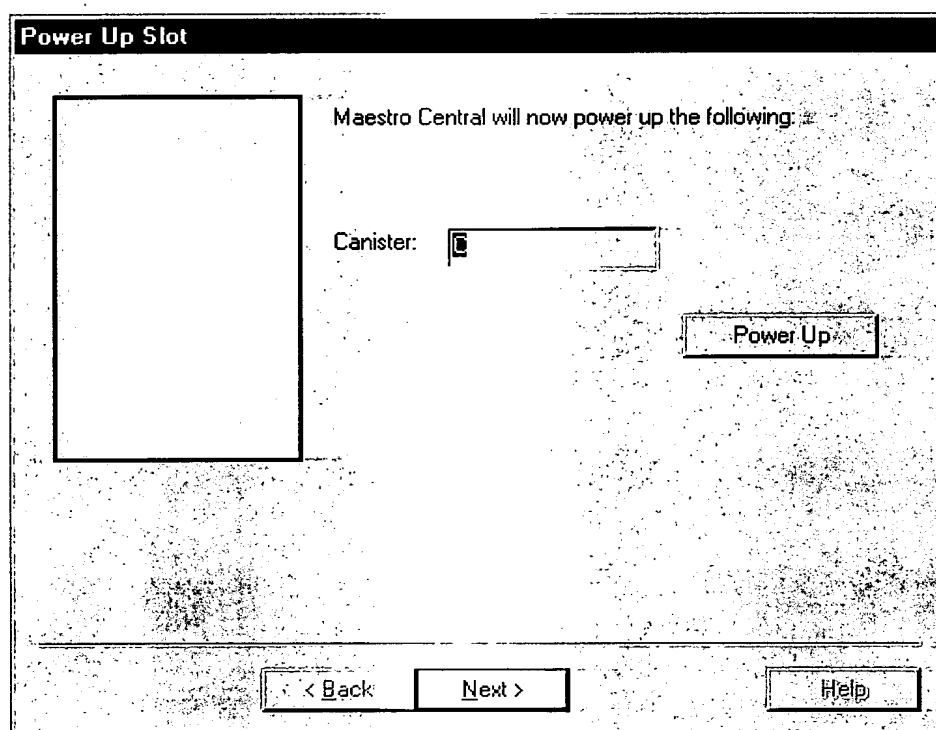 Power Up Slot
Maestro Central will now power up the following:
Canister:
Power Up
< Back
Next >
Help